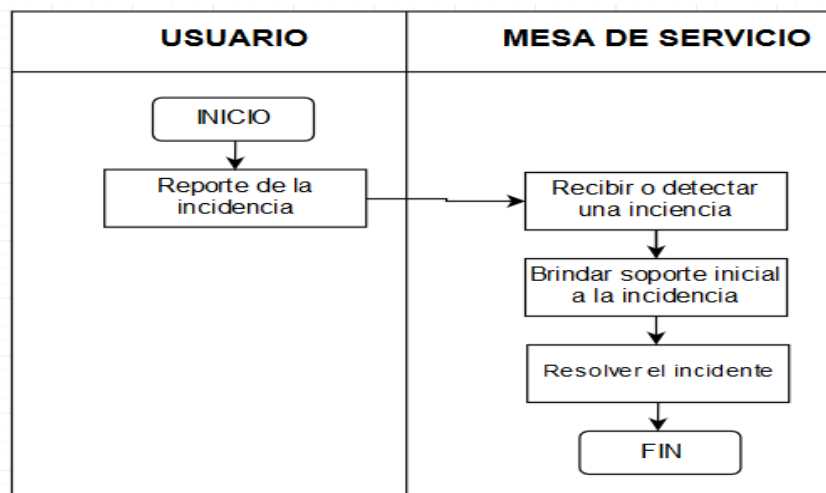 USUARIO
MESA DE SERVICIO
INICIO
Reporte de la
incidencia
Recibir o detectar
una inciencia
Brindar soporte inicial
a la incidencia
Resolver el incidente
FIN